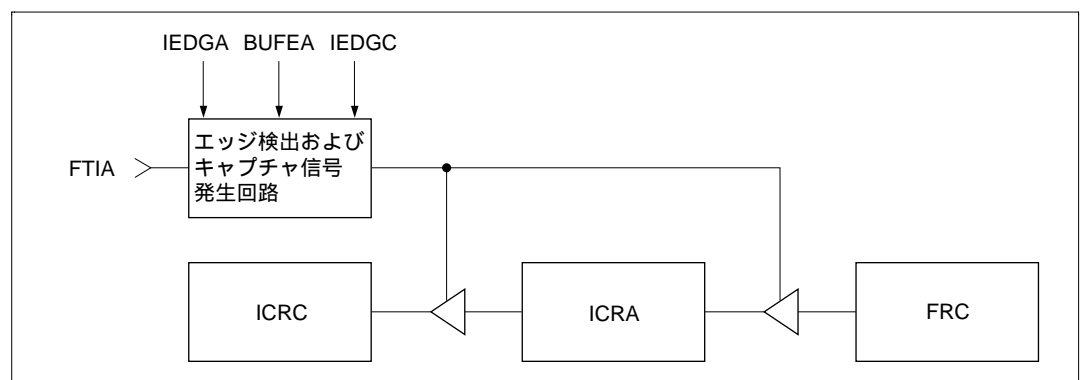 IEDGA BUFEA IEDGC
FTIA
エッジ検出および
キャプチャ信号
発生回路
ICRC
ICRA
FRC